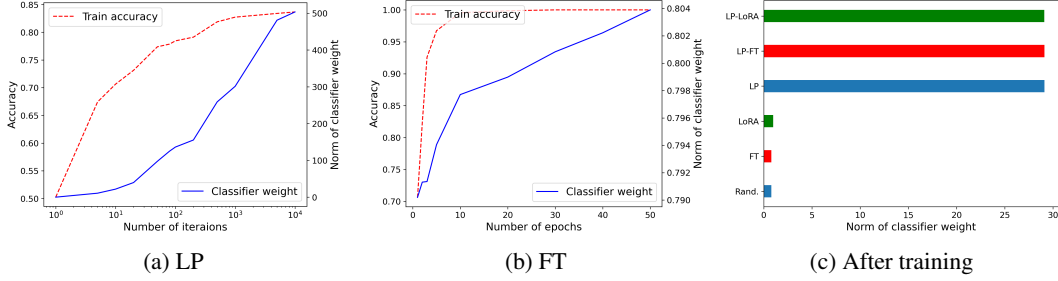 Train accuracy
Classifier weight
0.85
0.80
0.75
0.70
0.65
0.60
0.55
0.50
Accuracy
500
400
300
200
100
0
Norm of classifier weight
10^0
10^1
10^2
10^3
10^4
Number of iteraions
(a) LP
Train accuracy
Classifier weight
1.00
0.95
0.90
0.85
0.80
0.75
0.70
Accuracy
0.804
0.802
0.800
0.798
0.796
0.794
0.792
0.790
Norm of classifier weight
0
10
20
30
40
50
Number of epochs
(b) FT
LP-LoRA
LP-FT
LP
LoRA
FT
Rand.
0
5
10
15
20
25
30
Norm of classifier weight
(c) After training